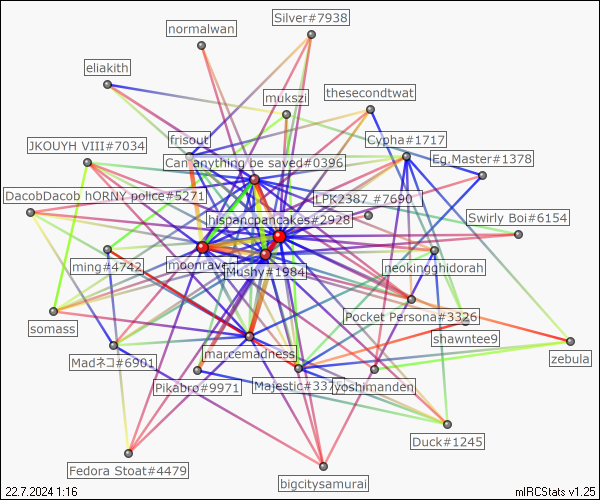 Silver#7938
normalwan
eliakith
thesecondtwat
mukszi
frisout
Cypha#1717
JKOUYH VIII#7034
Eg.Master#1378
Can anything be saved#0396
DacobDacob hORNY police#5271
LPK2387 #7690
hispancpancakes#2928
Swirly Boi#6154
ming#4742
moonrave
Mushy#1984
neokingghidorah
Pocket Persona#3326
somass
shawntee9
marcemadness
zebula
Madネコ#6901
Pikabro#9971
Majestic#3375
yoshimanden
Duck#1245
Fedora Stoat#4479
bigcitysamurai
22.7.2024 1:16
mIRCStats v1.25